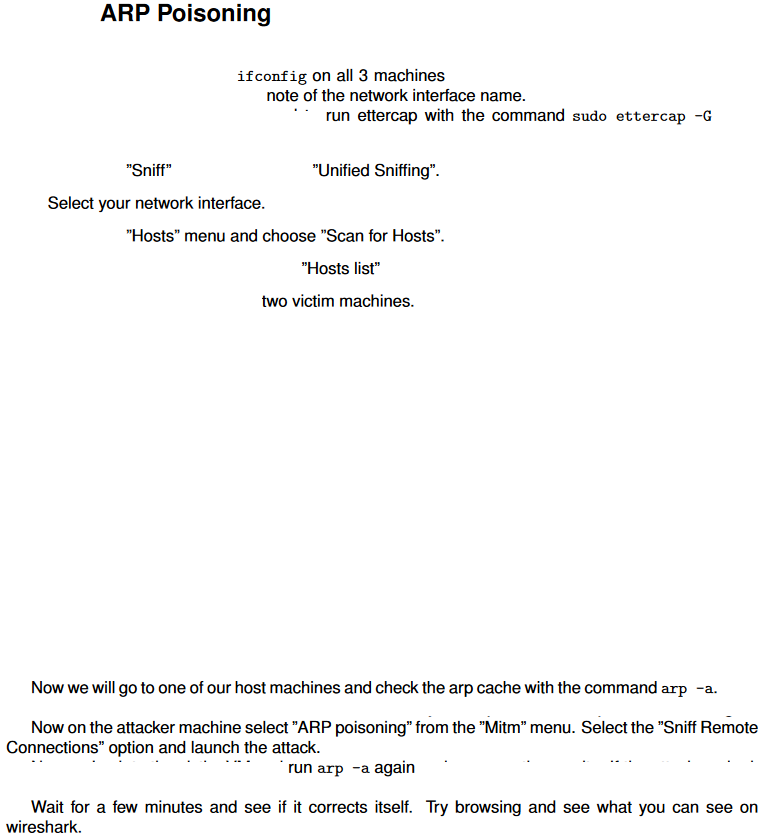 ARP Poisoning
ifconfig on all 3 machines
note of the network interface name.
run ettercap with the command sudo ettercap -G
”Sniff” ”Unified Sniffing”.
Select your network interface.
”Hosts” menu and choose ”Scan for Hosts”.
”Hosts list”
two victim machines.
Now we will go to one of our host machines and check the arp cache with the command arp -a.
Now on the attacker machine select ”ARP poisoning” from the ”Mitm” menu. Select the ”Sniff Remote
Connections” option and launch the attack.
run arp -a again
Wait for a few minutes and see if it corrects itself. Try browsing and see what you can see on
wireshark.